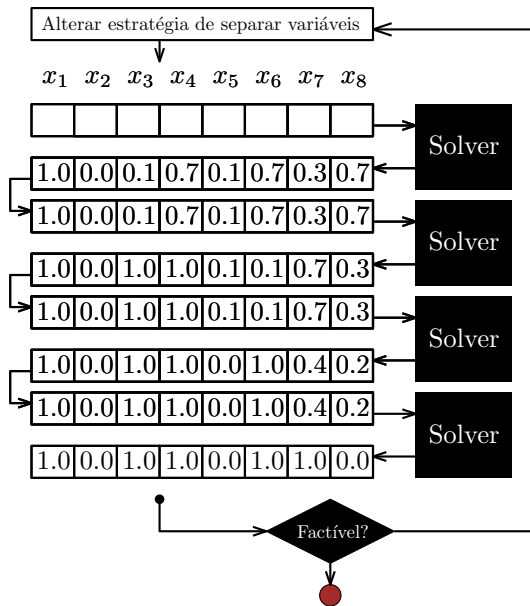 Alterar estratégia de separar variáveis
x1 x2 x3 x4 x5 x6 x7 x8
Solver
1.0 0.0 0.1 0.7 0.1 0.7 0.3 0.7
1.0 0.0 0.1 0.7 0.1 0.7 0.3 0.7
Solver
1.0 0.0 1.0 1.0 0.1 0.1 0.7 0.3
1.0 0.0 1.0 1.0 0.1 0.1 0.7 0.3
Solver
1.0 0.0 1.0 1.0 0.0 1.0 0.4 0.2
1.0 0.0 1.0 1.0 0.0 1.0 0.4 0.2
Solver
1.0 0.0 1.0 1.0 0.0 1.0 1.0 0.0
Factível?